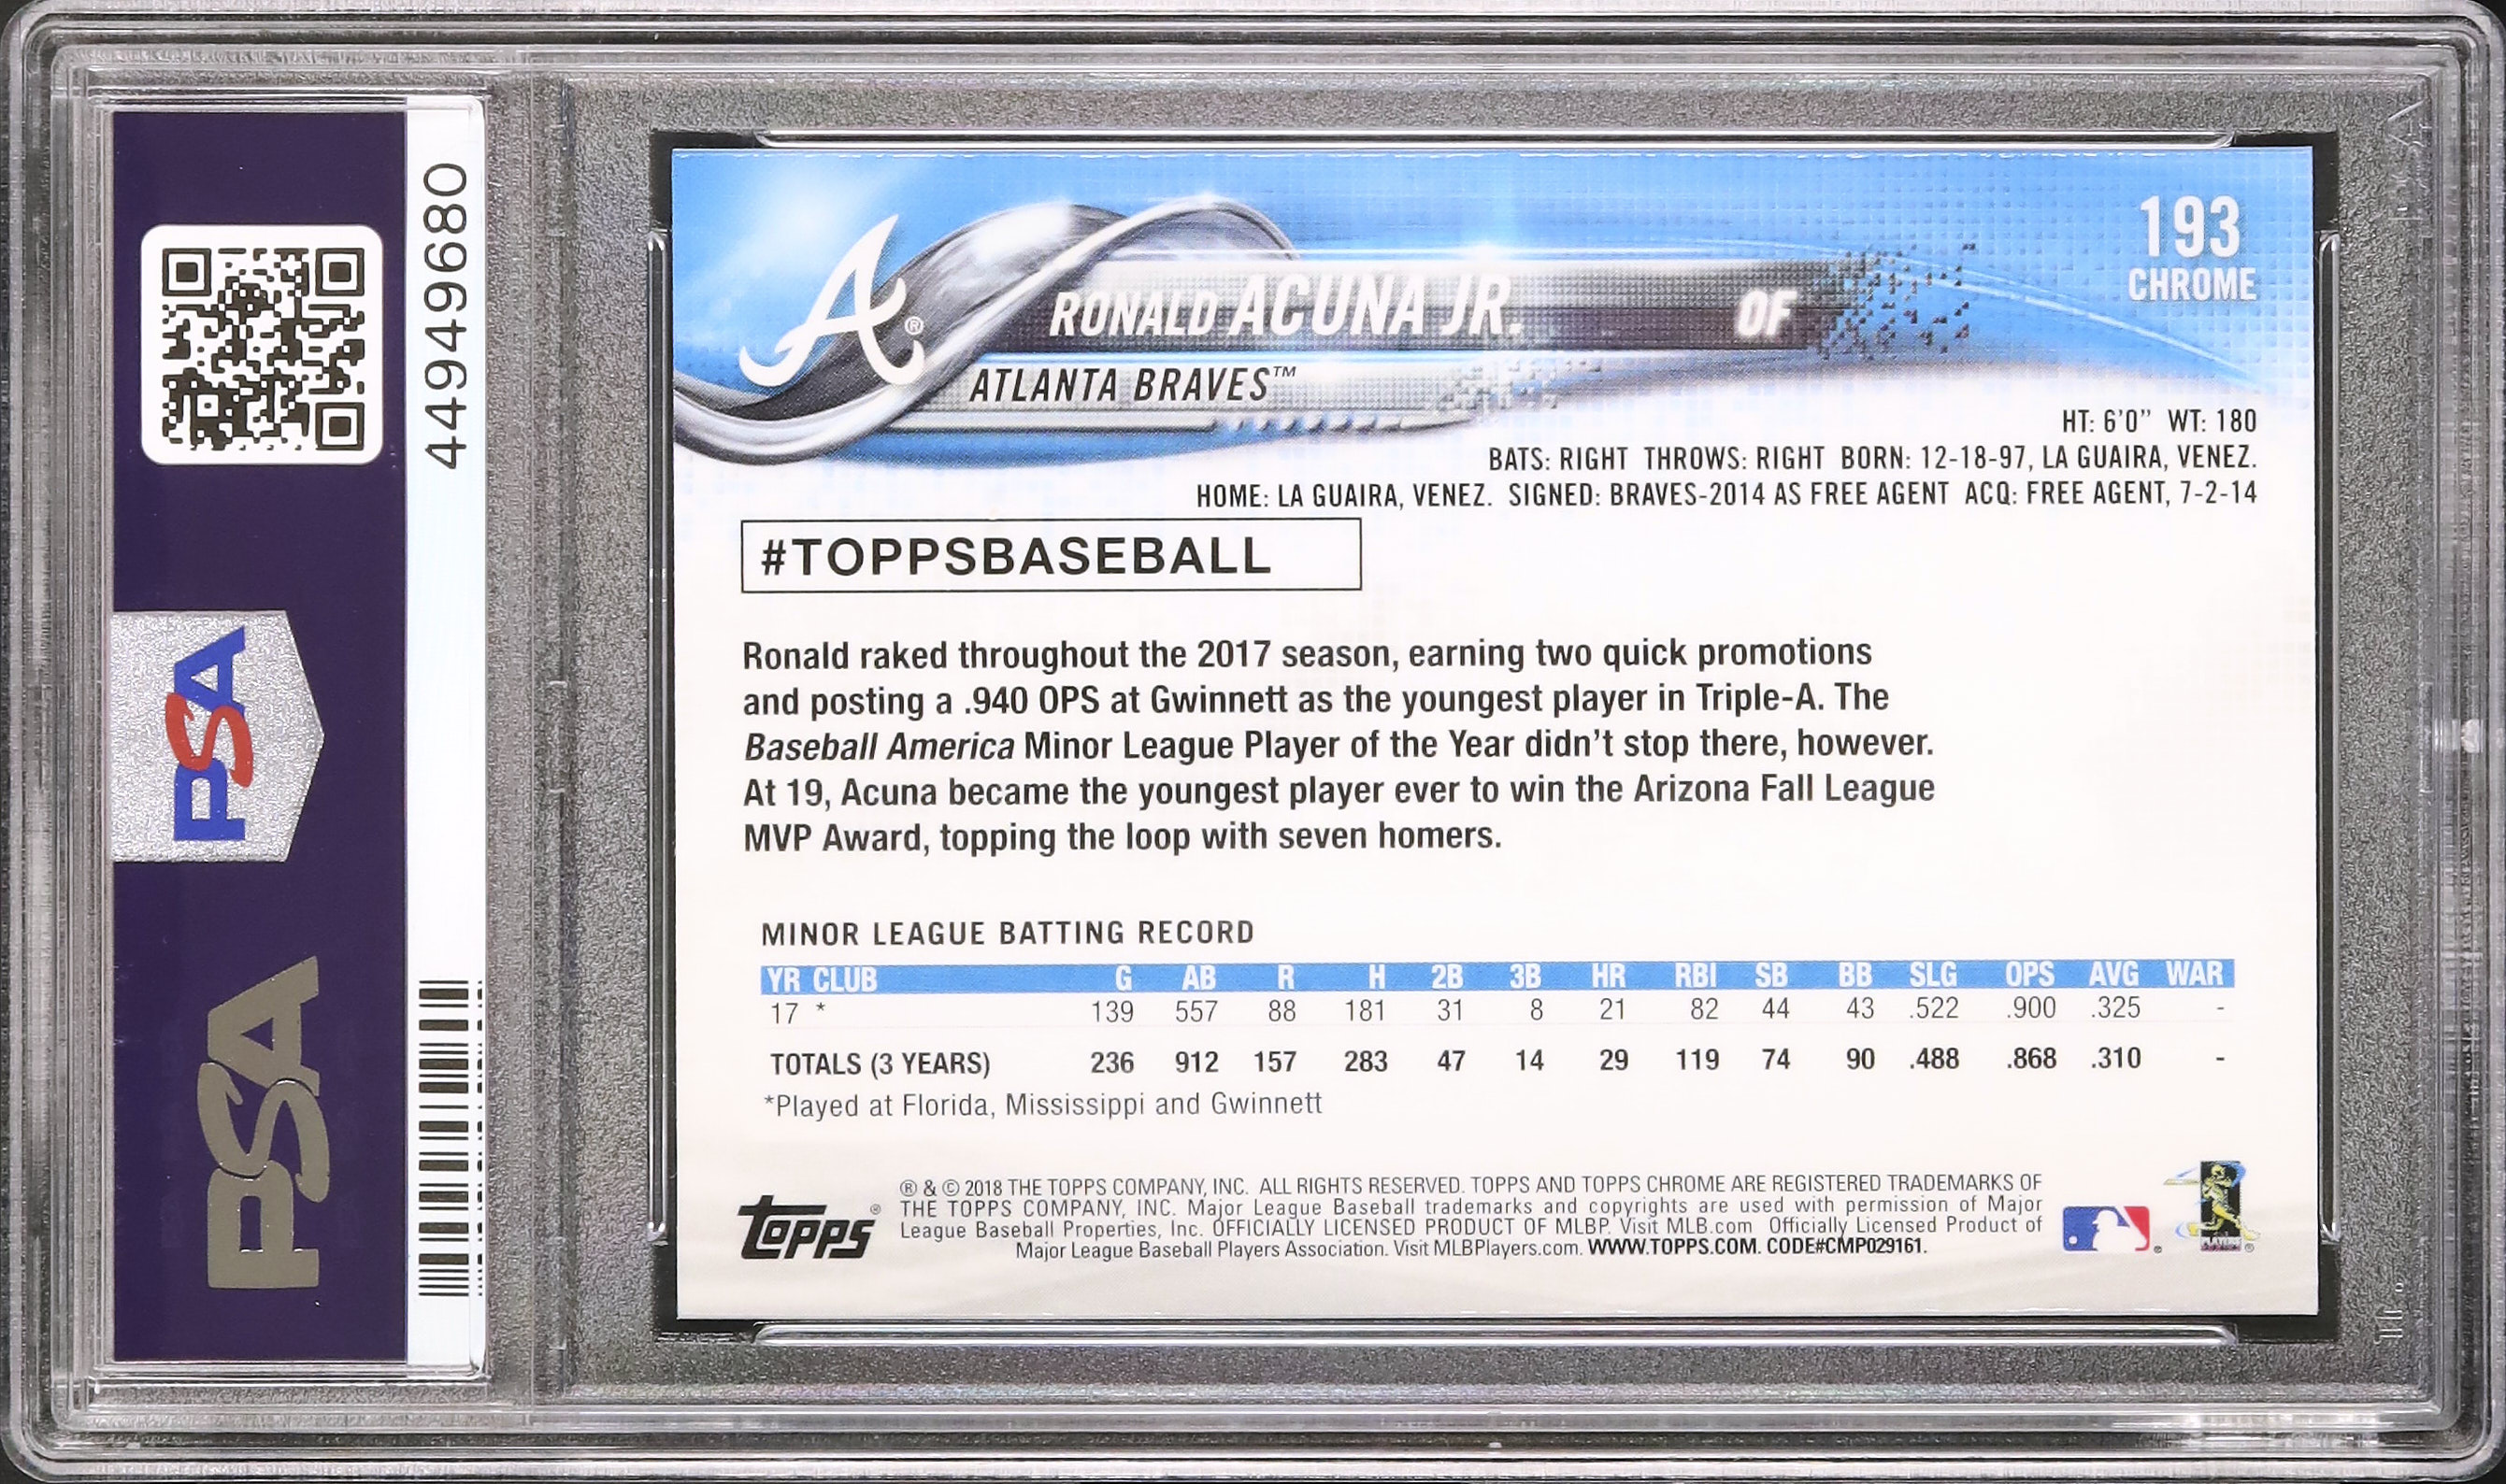 44949680
PSA
PSA
193
CHROME
A®
RONALD ACUNA JR. OF
ATLANTA BRAVES™
HT: 6'0" WT: 180
BATS: RIGHT THROWS: RIGHT BORN: 12-18-97, LA GUAIRA, VENEZ.
HOME: LA GUAIRA, VENEZ. SIGNED: BRAVES-2014 AS FREE AGENT ACQ: FREE AGENT, 7-2-14
#TOPPSBASEBALL
Ronald raked throughout the 2017 season, earning two quick promotions
and posting a .940 OPS at Gwinnett as the youngest player in Triple-A. The
Baseball America Minor League Player of the Year didn't stop there, however.
At 19, Acuna became the youngest player ever to win the Arizona Fall League
MVP Award, topping the loop with seven homers.
MINOR LEAGUE BATTING RECORD
YR CLUB G AB R H 2B 3B HR RBI SB BB SLG OPS AVG WAR
17 * 139 557 88 181 31 8 21 82 44 43 .522 .900 .325 -
TOTALS (3 YEARS) 236 912 157 283 47 14 29 119 74 90 .488 .868 .310 -
*Played at Florida, Mississippi and Gwinnett
Topps®
® & © 2018 THE TOPPS COMPANY, INC. ALL RIGHTS RESERVED. TOPPS AND TOPPS CHROME ARE REGISTERED TRADEMARKS OF
THE TOPPS COMPANY, INC. Major League Baseball trademarks and copyrights are used with permission of Major
League Baseball Properties, Inc. OFFICIALLY LICENSED PRODUCT OF MLBP. Visit MLB.com Officially Licensed Product of
Major League Baseball Players Association. Visit MLBPlayers.com. WWW.TOPPS.COM. CODE#CMP029161.
PLAYERS